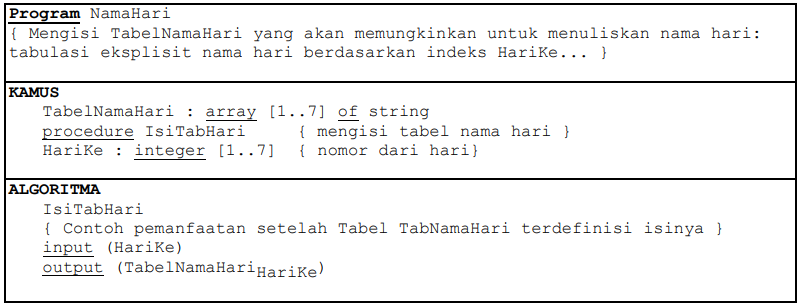 Program NamaHari
{ Mengisi TabelNamaHari yang akan memungkinkan untuk menuliskan nama hari:
tabulasi eksplisit nama hari berdasarkan indeks HariKe... }
KAMUS
TabelNamaHari : array [1..7] of string
procedure IsiTabHari { mengisi tabel nama hari }
HariKe : integer [1..7] { nomor dari hari}
ALGORITMA
IsiTabHari
{ Contoh pemanfaatan setelah Tabel TabNamaHari terdefinisi isinya }
input (HariKe)
output (TabelNamaHariHariKe)